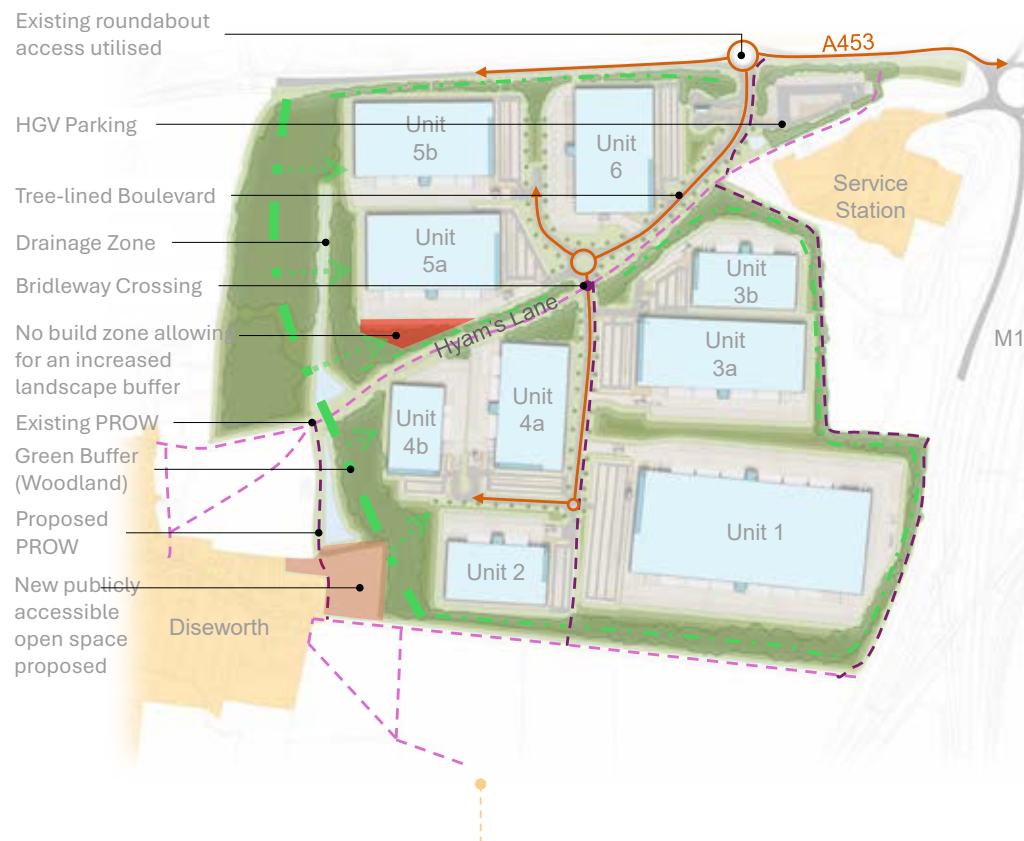 Existing roundabout
access utilised
A453
HGV Parking
Unit
5b
Unit
6
Tree-lined Boulevard
Service
Station
Drainage Zone
Unit
5a
Bridleway Crossing
Unit
3b
No build zone allowing
for an increased
landscape buffer
Hyam's Lane
Unit
3a
M1
Existing PROW
Unit
4b
Unit
4a
Green Buffer
(Woodland)
Proposed
PROW
Unit 1
New publicly
accessible
open space
proposed
Unit 2
Diseworth